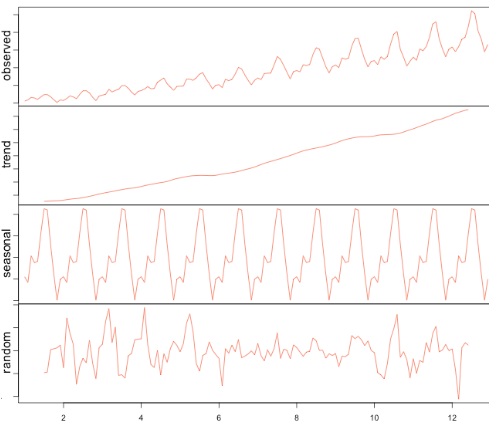 observed
trend
seasonal
random
2 4 6 8 10 12